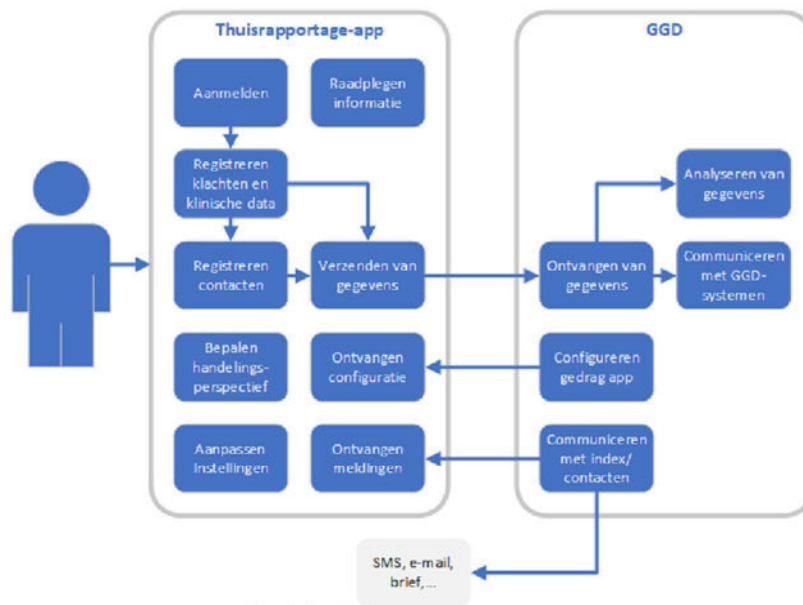 Thuisrapportage-app
GGD
Aanmelden
Raadplegen
informatie
Registreren
klachten en
klinische data
Analyseren van
gegevens
Registreren
contacten
Verzenden van
gegevens
Ontvangen van
gegevens
Communiceren
met GGD-
systemen
Bepalen
handelings-
perspectief
Ontvangen
configuratie
Configureren
gedrag app
Aanpassen
Instellingen
Ontvangen
meldingen
Communiceren
met index/
contacten
SMS, e-mail,
brief,...